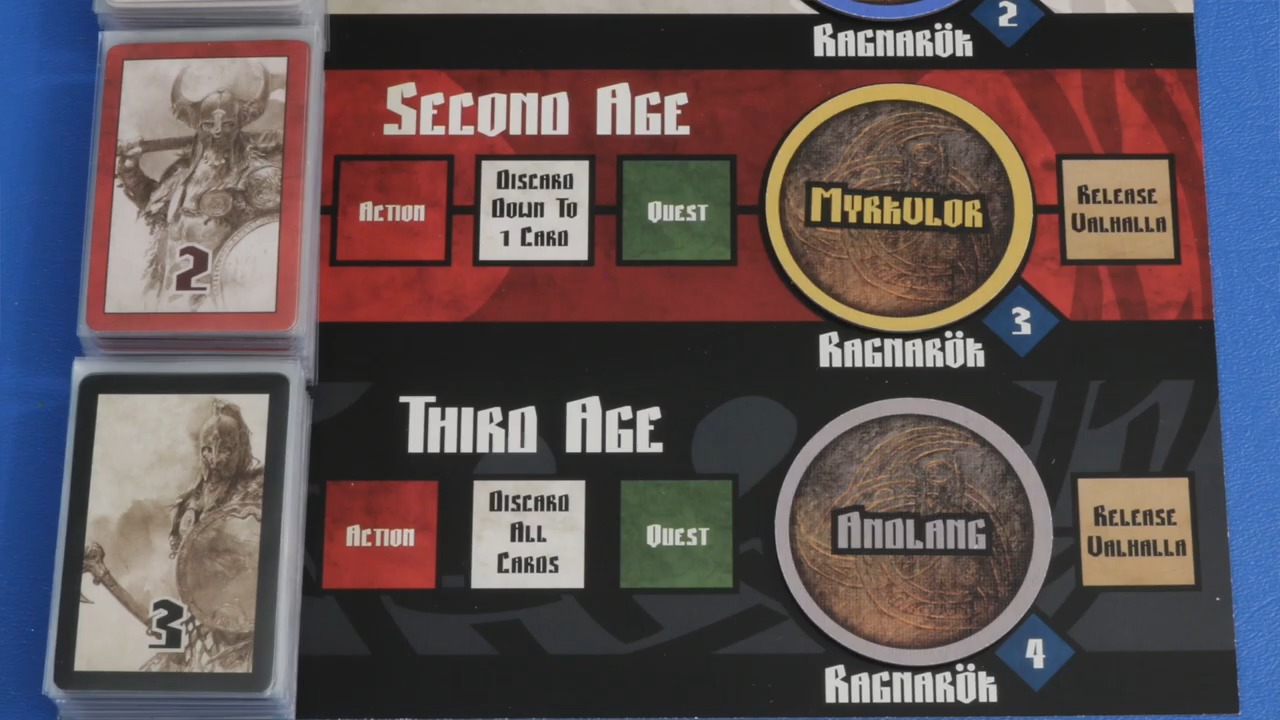 2
RAGNARÖK
SECOND AGE
ACTION
DISCARD
DOWN TO
1 CARD
QUEST
MYRKULOR
RELEASE
VALHALLA
2
3
RAGNARÖK
THIRD AGE
ACTION
DISCARD
ALL
CARDS
QUEST
ANOLANG
RELEASE
VALHALLA
3
4
RAGNARÖK